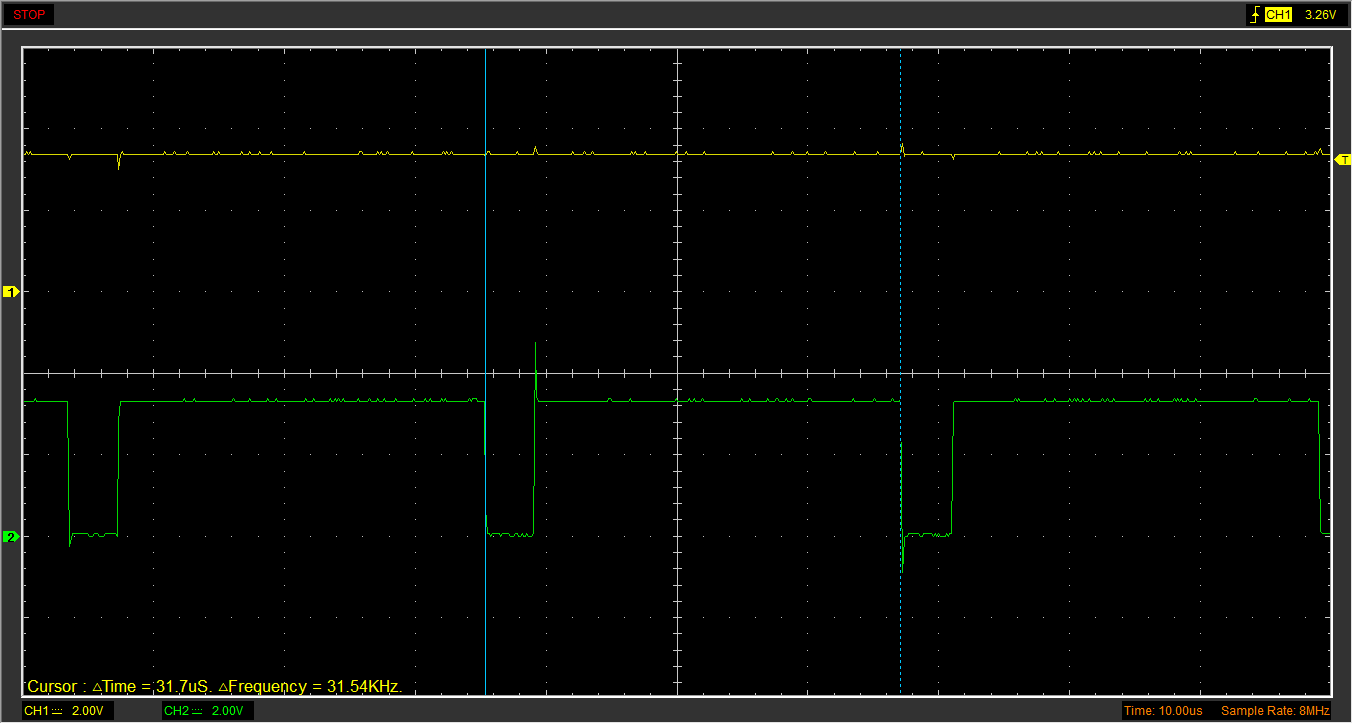 STOP
CH1 3.26V
T
1
2
Cursor : △Time = 31.7uS. △Frequency = 31.54KHz.
CH1 2.00V CH2 2.00V Time: 10.00us Sample Rate: 8MHz